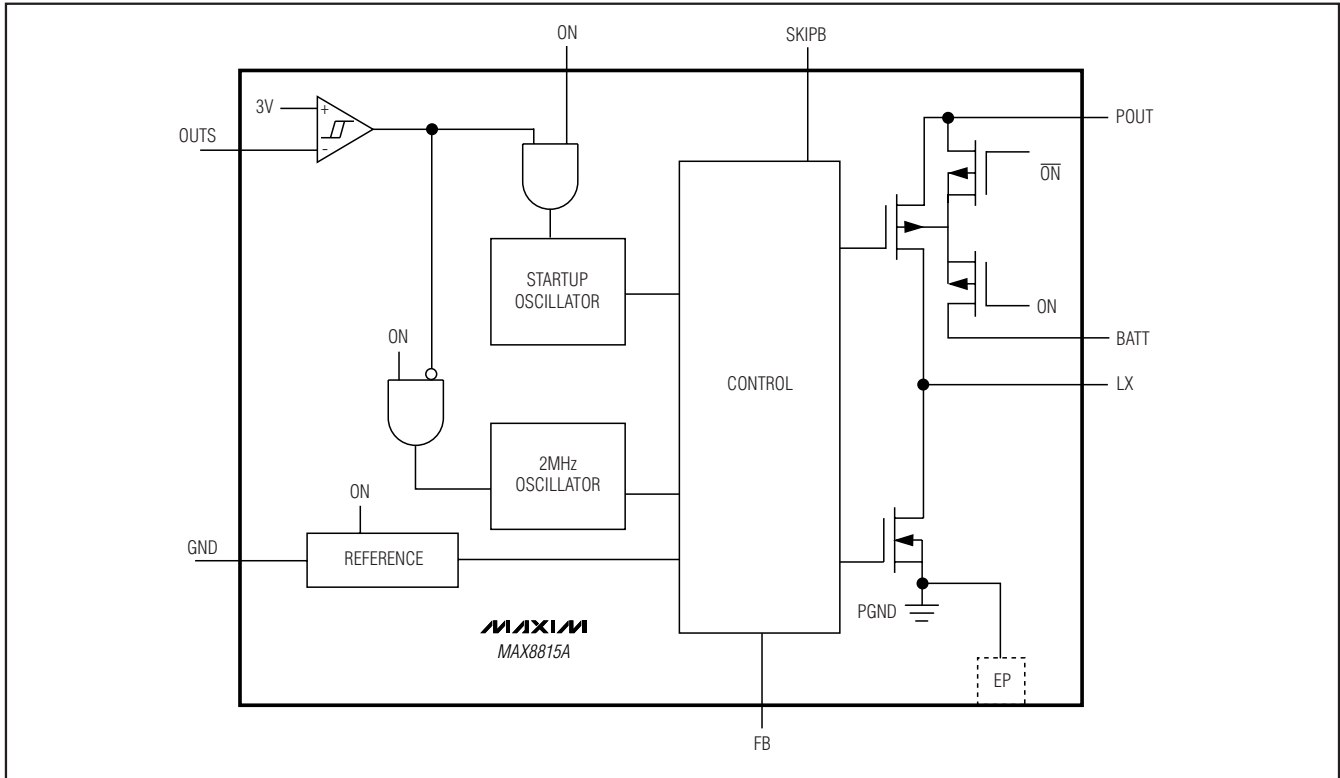 ON
SKIPB
3V
+
-
OUTS
POUT
ON
STARTUP
OSCILLATOR
ON
ON
BATT
CONTROL
LX
2MHz
OSCILLATOR
ON
GND
REFERENCE
PGND
MAXIM
MAX8815A
EP
FB